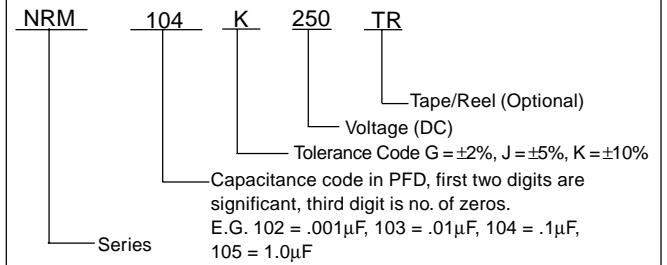 NRM 104 K 250 TR
Tape/Reel (Optional)
Voltage (DC)
Tolerance Code G = ±2%, J = ±5%, K = ±10%
Capacitance code in PFD, first two digits are
significant, third digit is no. of zeros.
E.G. 102 = .001µF, 103 = .01µF, 104 = .1µF,
105 = 1.0µF
Series